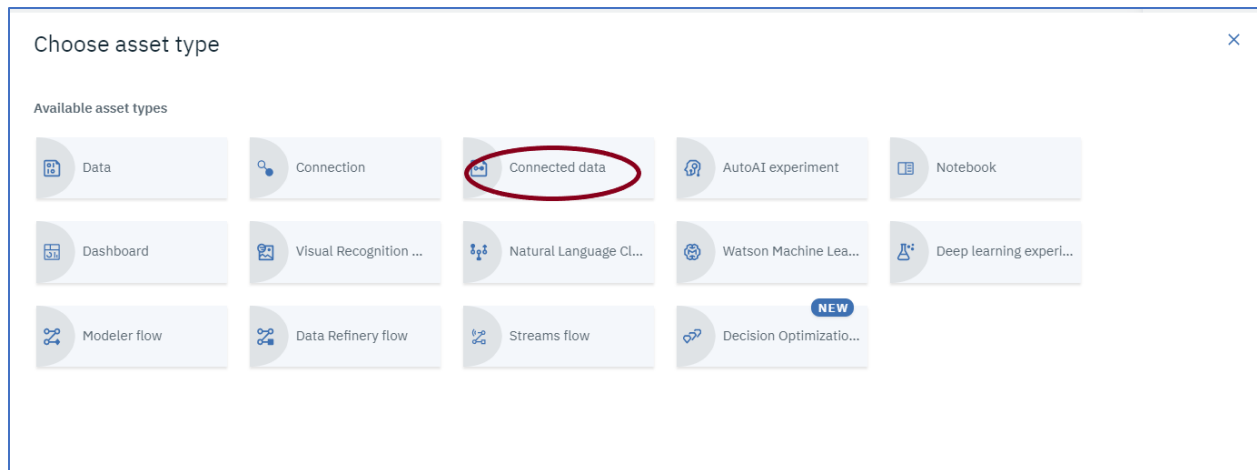 Choose asset type
Available asset types
Data
Connection
Connected data
AutoAI experiment
Notebook
Dashboard
Visual Recognition ...
Natural Language Cl...
Watson Machine Lea...
Deep learning experi...
NEW
Modeler flow
Data Refinery flow
Streams flow
Decision Optimizatio...